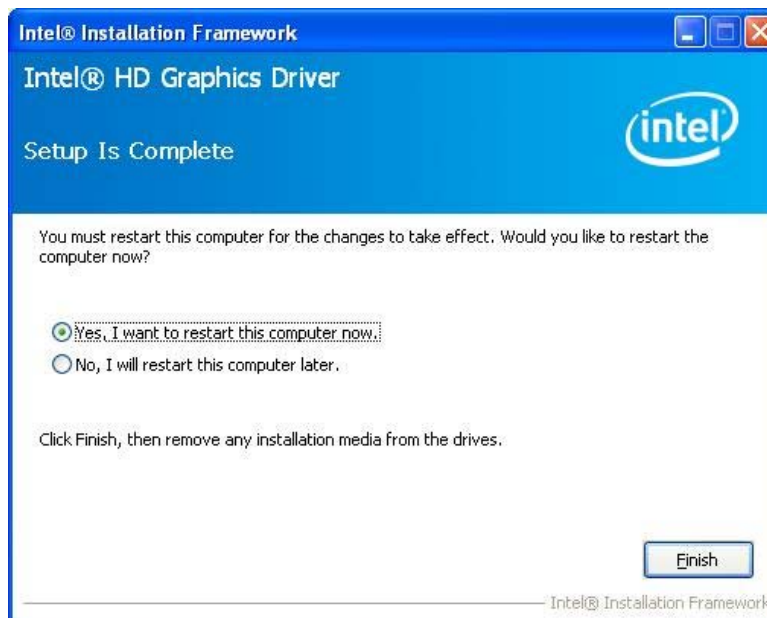 Intel® Installation Framework
Intel® HD Graphics Driver
intel
Setup Is Complete
You must restart this computer for the changes to take effect. Would you like to restart the
computer now?
Yes, I want to restart this computer now.
No, I will restart this computer later.
Click Finish, then remove any installation media from the drives.
Finish
Intel® Installation Framework